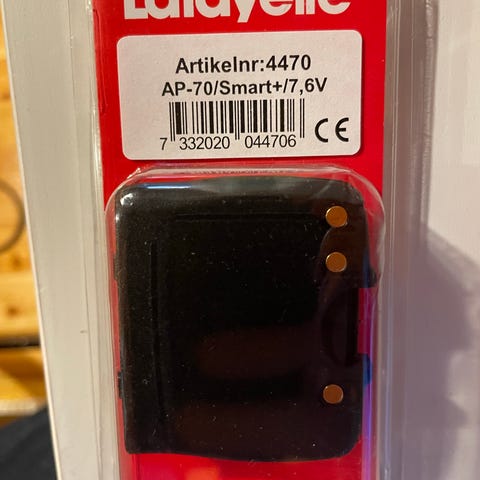 Lafayette
Artikelnr:4470
AP-70/Smart+/7,6V
7 332020 044706
CE